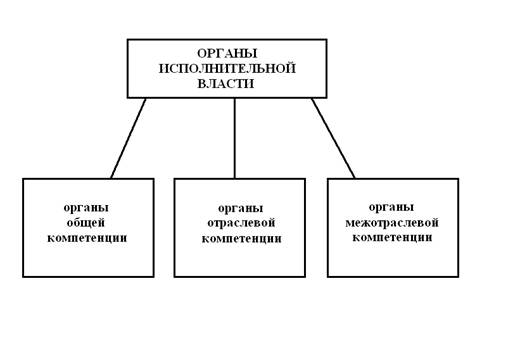 ОРГАНЫ
ИСПОЛНИТЕЛЬНОЙ
ВЛАСТИ
органы
общей
компетенции
органы
отраслевой
компетенции
органы
межотраслевой
компетенции